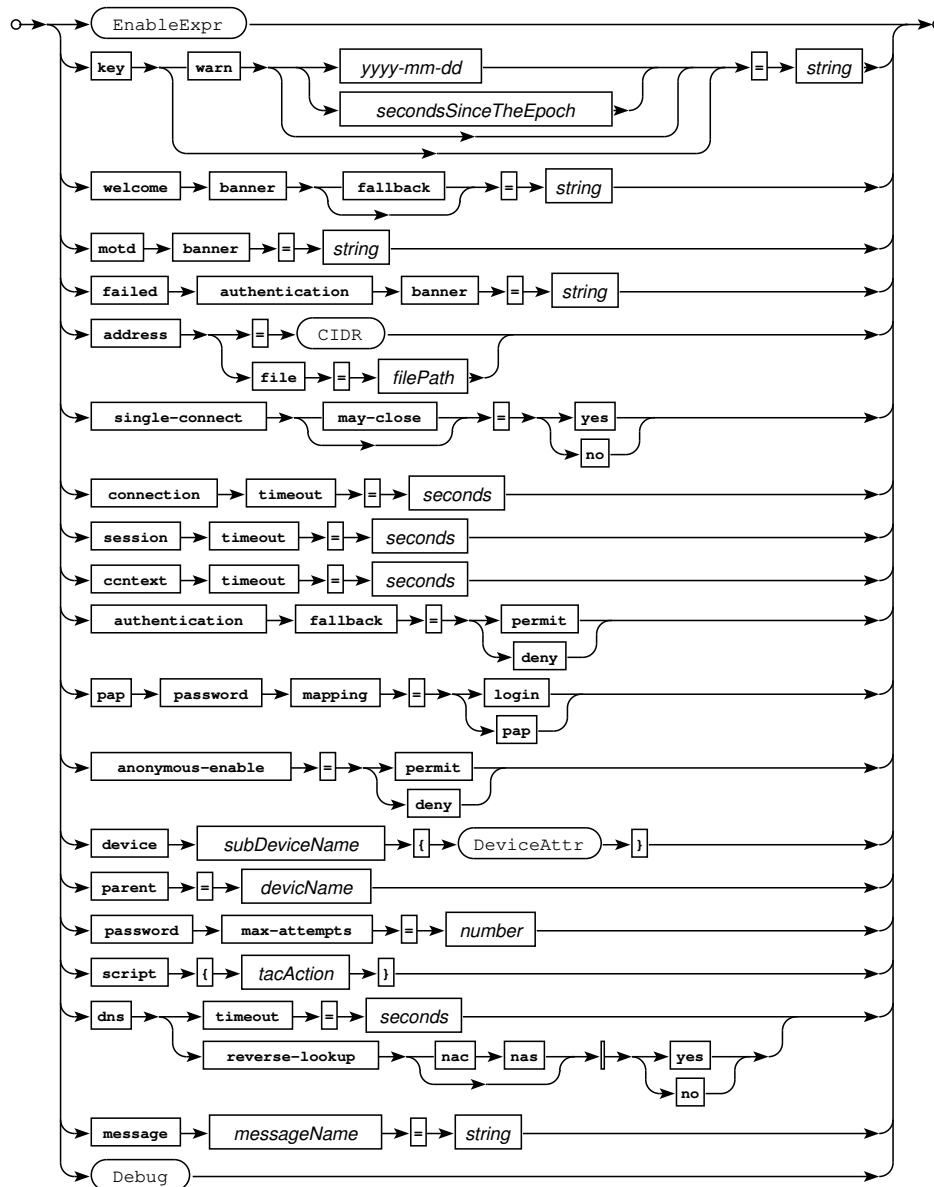 EnableExpr
key warn yyyy-mm-dd = string
secondsSinceTheEpoch
welcome banner fallback = string
motd banner = string
failed authentication banner = string
address = CIDR
file = filePath
single-connect may-close = yes
no
connection timeout = seconds
session timeout = seconds
ccntext timeout = seconds
authentication fallback = permit
deny
pap password mapping = login
pap
anonymous-enable = permit
deny
device subDeviceName { DeviceAttr }
parent = devicName
password max-attempts = number
script { tacAction }
dns timeout = seconds
reverse-lookup nac nas yes
no
message messageName = string
Debug